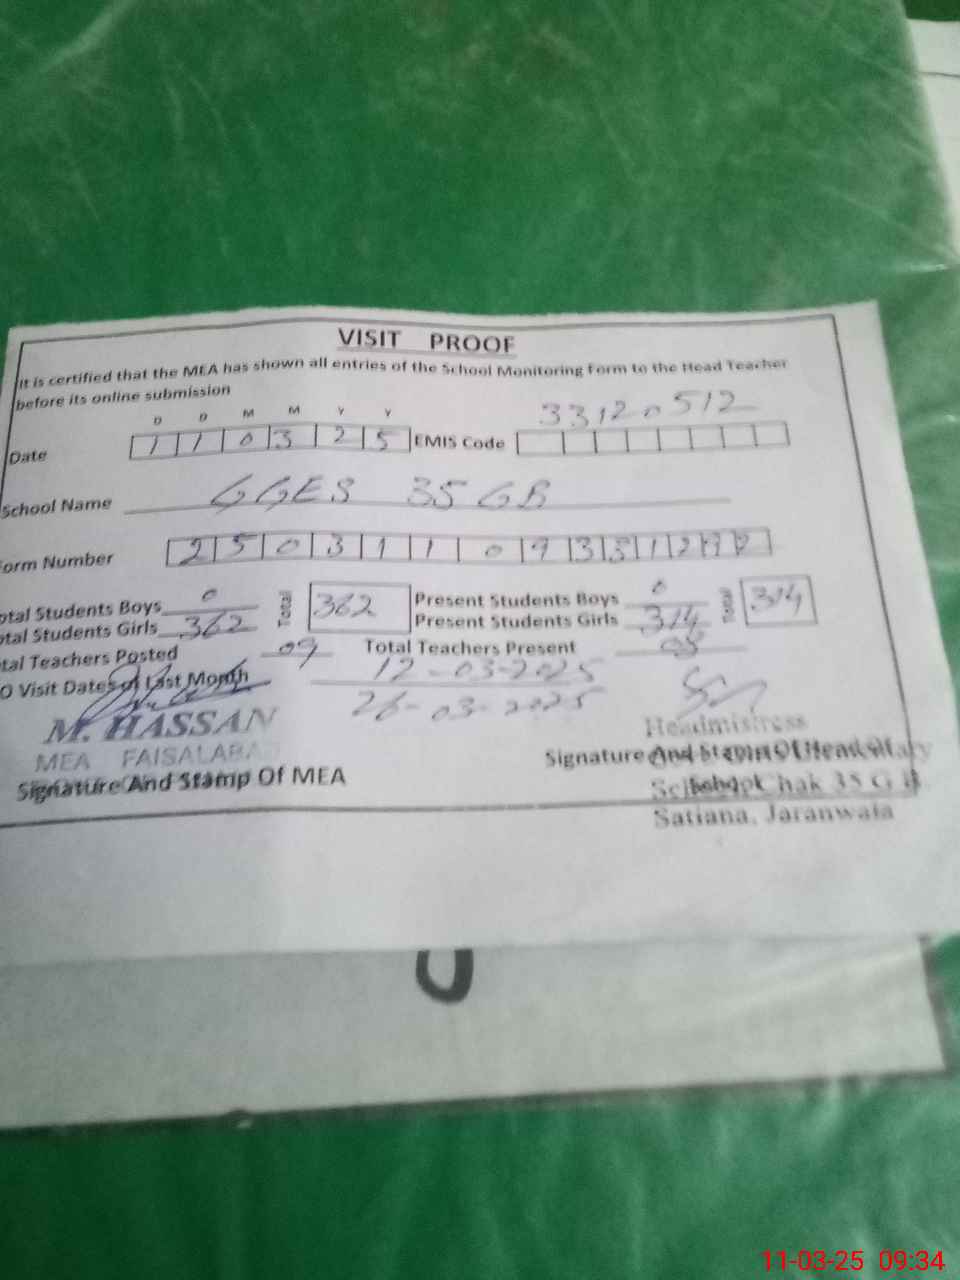 VISIT PROOF
It is certified that the MEA has shown all entries of the School Monitoring Form to the Head Teacher
before its online submission
D D M M Y Y
33120512
Date 1 1 0 3 2 5 EMIS Code
School Name GGES 35 GB
orm Number 2 5 0 3 1 1 0 9 3 3 1 2
otal Students Boys 0 Total 362 Present Students Boys 0 Total 314
otal Students Girls 362 Present Students Girls 314
tal Teachers Posted 09 Total Teachers Present 08
O Visit Dates of Last Month 12-03-2025
26-03-2025
M. HASSAN
MEA FAISALABA
Signature And Stamp Of MEA
Headmistress
Signature And Stamp Of Head
School Chak 35 G B
Satiana, Jaranwala
11-03-25 09:34